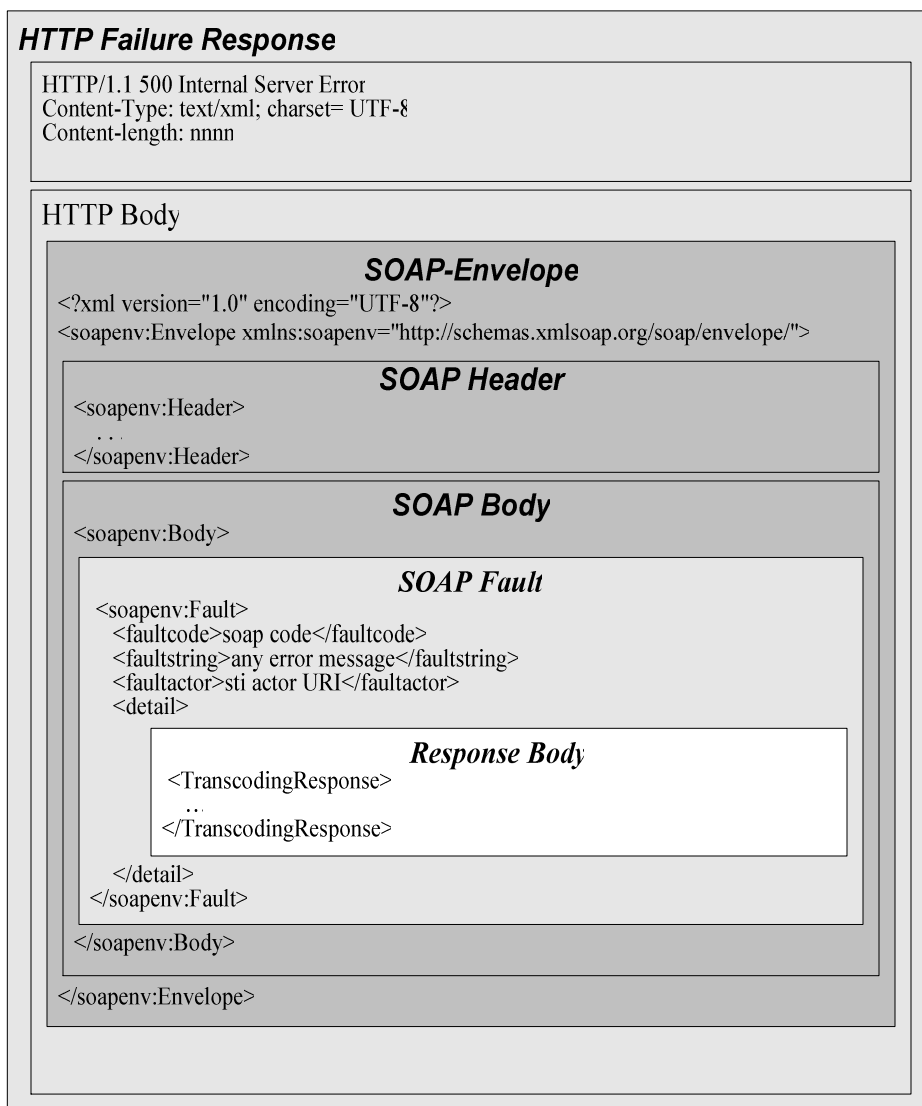 HTTP Failure Response
HTTP/1.1 500 Internal Server Error
Content-Type: text/xml; charset= UTF-8
Content-length: nnnn
HTTP Body
SOAP-Envelope
<?xml version="1.0" encoding="UTF-8"?>
<soapenv:Envelope xmlns:soapenv="http://schemas.xmlsoap.org/soap/envelope/">
SOAP Header
<soapenv:Header>
...
</soapenv:Header>
SOAP Body
<soapenv:Body>
SOAP Fault
<soapenv:Fault>
<faultcode>soap code</faultcode>
<faultstring>any error message</faultstring>
<faultactor>sti actor URI</faultactor>
<detail>
Response Body
<TranscodingResponse>
...
</TranscodingResponse>
</detail>
</soapenv:Fault>
</soapenv:Body>
</soapenv:Envelope>